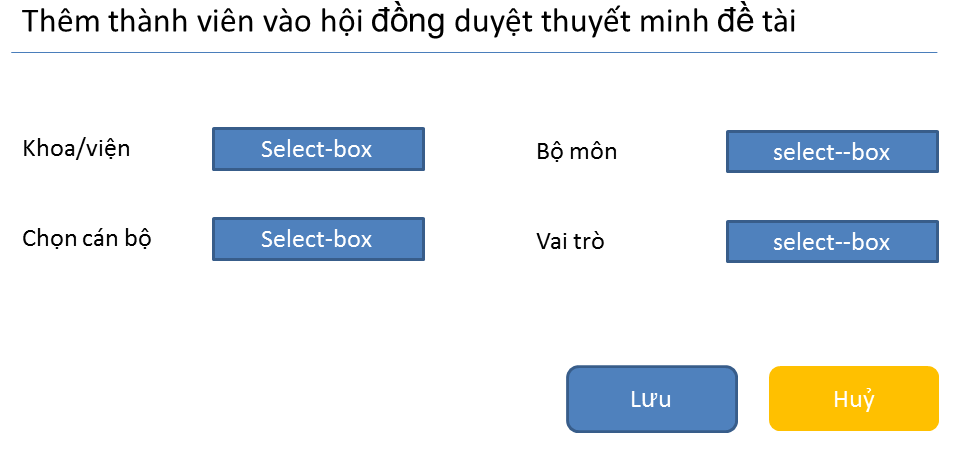 Thêm thành viên vào hội đồng duyệt thuyết minh đề tài
Khoa/viện Select-box Bộ môn select--box
Chọn cán bộ Select-box Vai trò select--box
Lưu Huỷ